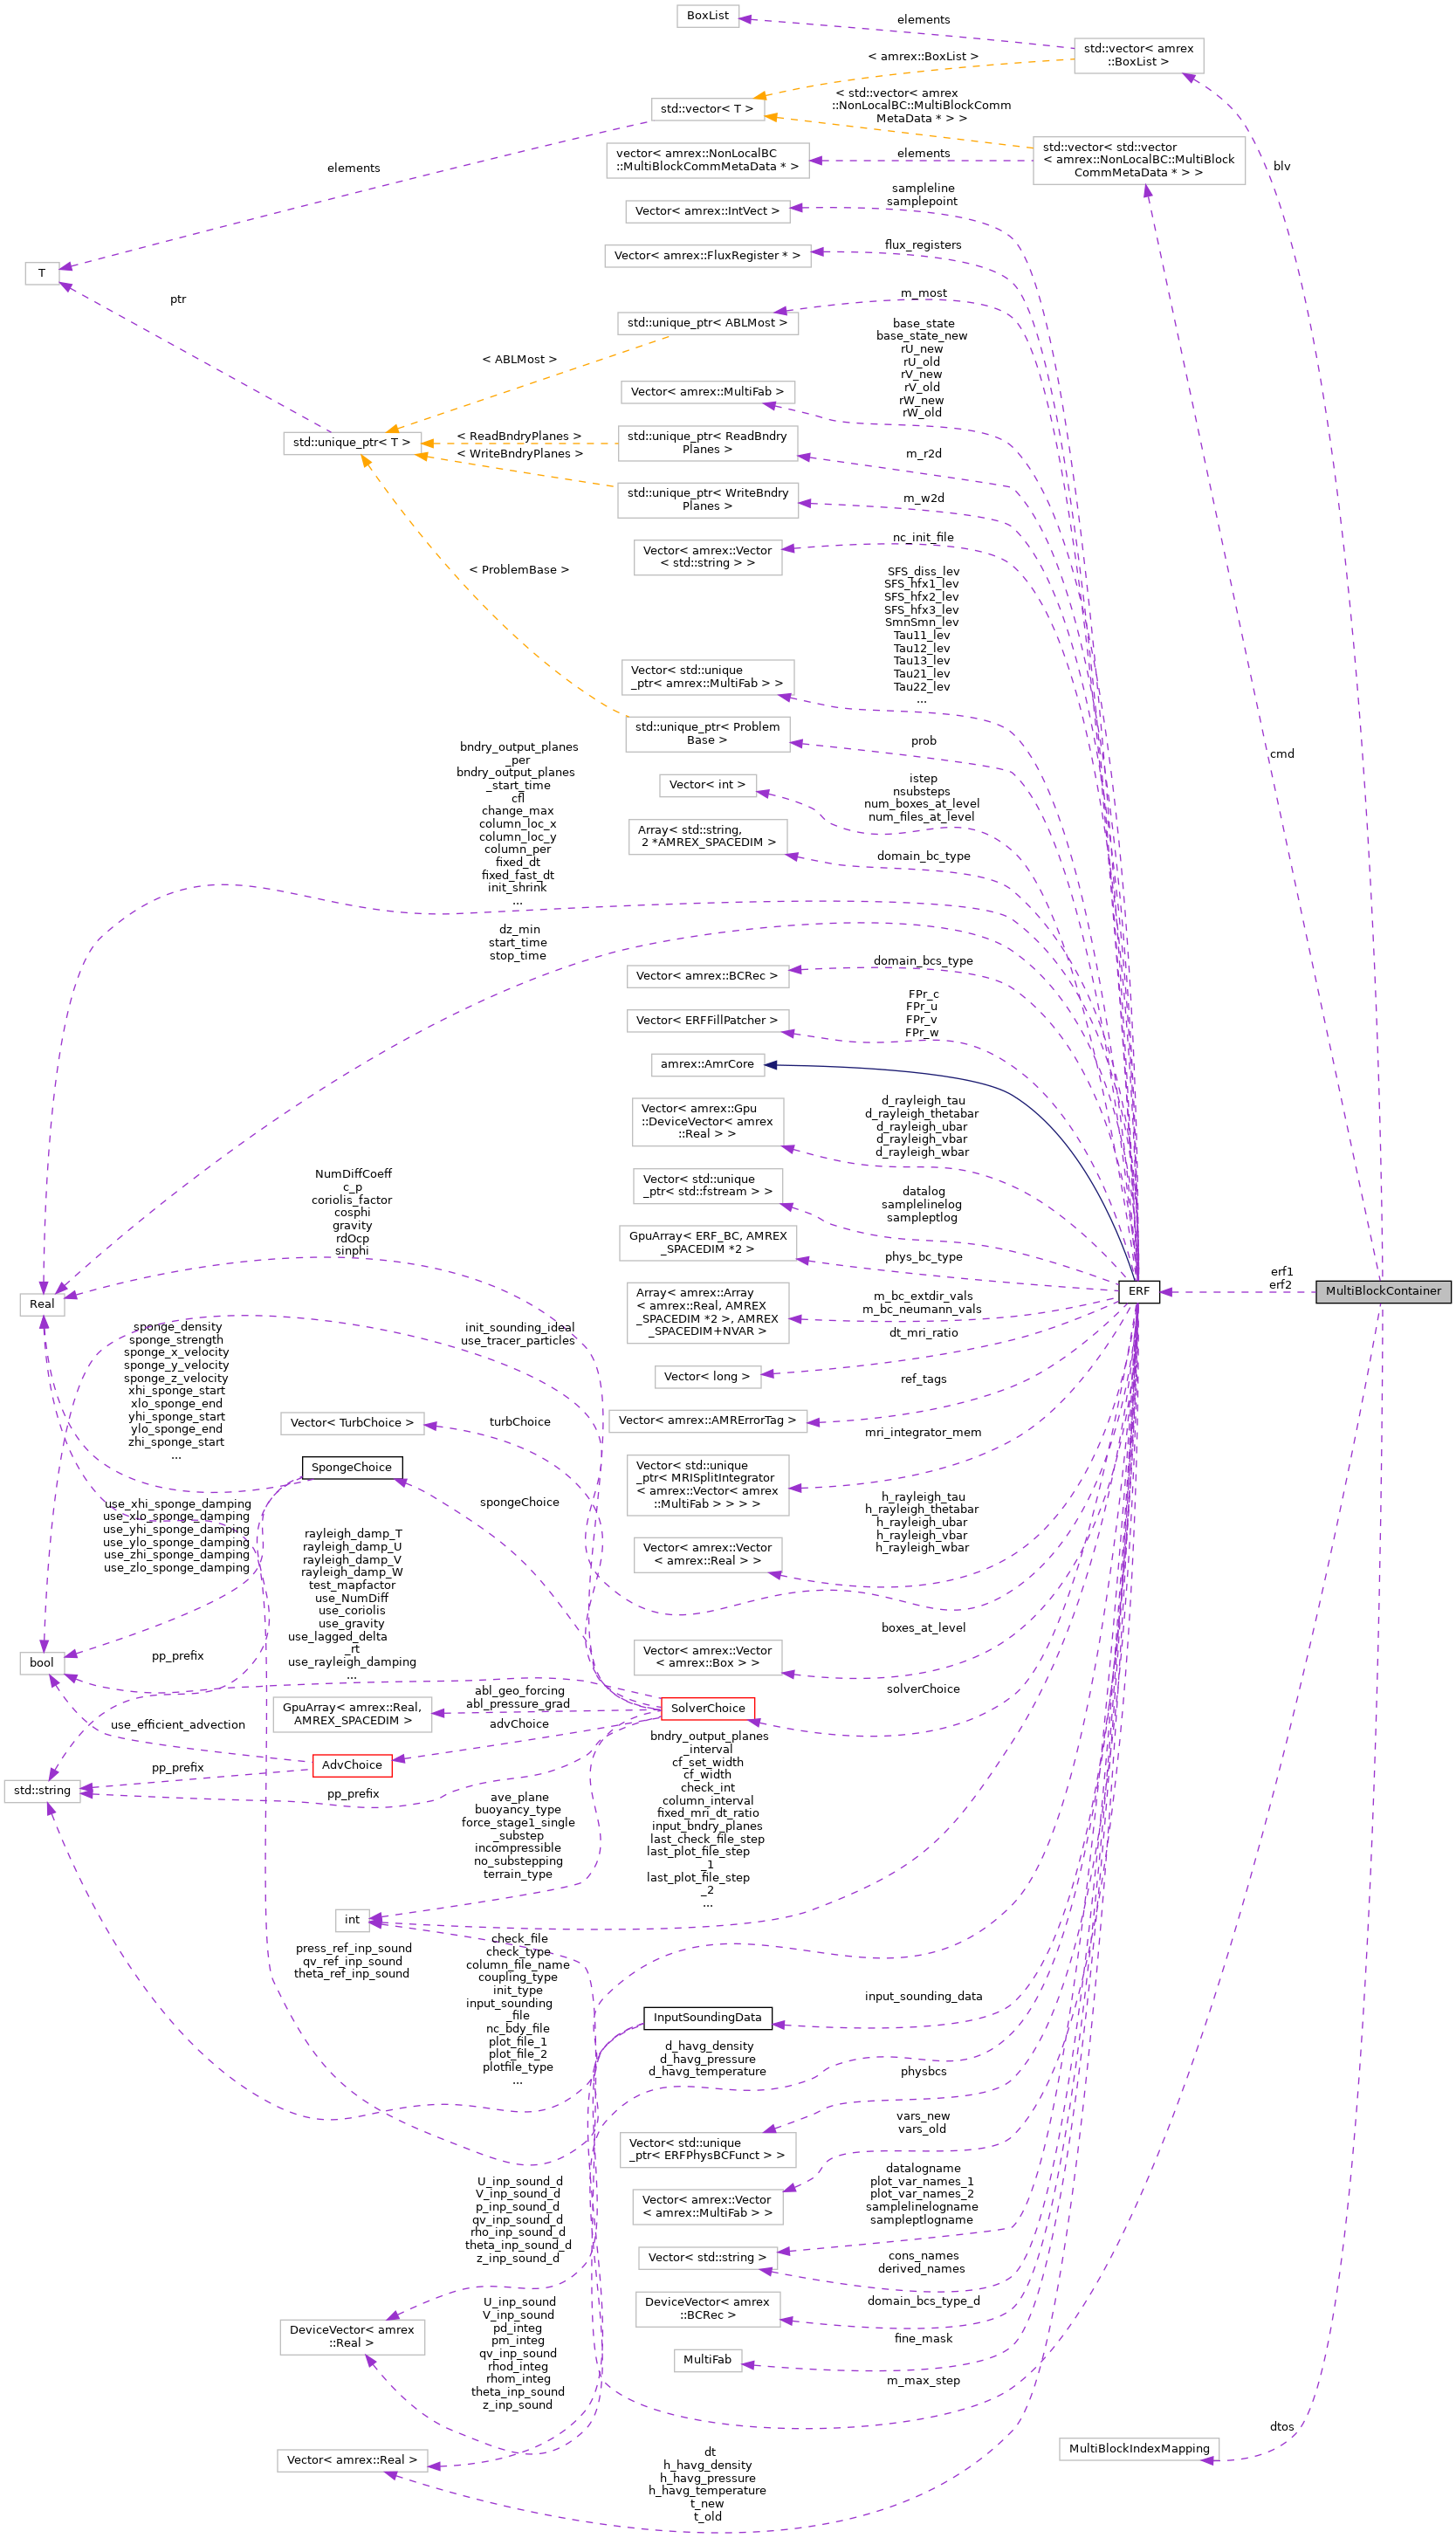 BoxList
elements
std::vector< amrex
::BoxList >
< amrex::BoxList >
std::vector< T >
< std::vector< amrex
::NonLocalBC::MultiBlockComm
MetaData * > >
elements
vector< amrex::NonLocalBC
::MultiBlockCommMetaData * >
elements
std::vector< std::vector
< amrex::NonLocalBC::MultiBlock
CommMetaData * > >
blv
Vector< amrex::IntVect >
sampleline
samplepoint
Vector< amrex::FluxRegister * >
flux_registers
T
ptr
m_most
std::unique_ptr< ABLMost >
< ABLMost >
base_state
base_state_new
rU_new
rU_old
rV_new
rV_old
rW_new
rW_old
Vector< amrex::MultiFab >
std::unique_ptr< T >
< ReadBndryPlanes >
< WriteBndryPlanes >
std::unique_ptr< ReadBndry
Planes >
m_r2d
std::unique_ptr< WriteBndry
Planes >
m_w2d
Vector< amrex::Vector
< std::string > >
nc_init_file
< ProblemBase >
SFS_diss_lev
SFS_hfx1_lev
SFS_hfx2_lev
SFS_hfx3_lev
SmnSmn_lev
Tau11_lev
Tau12_lev
Tau13_lev
Tau21_lev
Tau22_lev
...
Vector< std::unique
_ptr< amrex::MultiFab > >
std::unique_ptr< Problem
Base >
prob
cmd
bndry_output_planes
_per
bndry_output_planes
_start_time
cfl
change_max
column_loc_x
column_loc_y
column_per
fixed_dt
fixed_fast_dt
init_shrink
...
Vector< int >
istep
nsubsteps
num_boxes_at_level
num_files_at_level
Array< std::string,
2 *AMREX_SPACEDIM >
domain_bc_type
dz_min
start_time
stop_time
Vector< amrex::BCRec >
domain_bcs_type
Vector< ERFFillPatcher >
FPr_c
FPr_u
FPr_v
FPr_w
amrex::AmrCore
Vector< amrex::Gpu
::DeviceVector< amrex
::Real > >
d_rayleigh_tau
d_rayleigh_thetabar
d_rayleigh_ubar
d_rayleigh_vbar
d_rayleigh_wbar
NumDiffCoeff
c_p
coriolis_factor
cosphi
gravity
rdOcp
sinphi
Vector< std::unique
_ptr< std::fstream > >
datalog
samplelinelog
sampleptlog
GpuArray< ERF_BC, AMREX
_SPACEDIM *2 >
phys_bc_type
ERF
erf1
erf2
MultiBlockContainer
Real
Array< amrex::Array
< amrex::Real, AMREX
_SPACEDIM *2 >, AMREX
_SPACEDIM+NVAR >
m_bc_extdir_vals
m_bc_neumann_vals
sponge_density
sponge_strength
sponge_x_velocity
sponge_y_velocity
sponge_z_velocity
xhi_sponge_start
xlo_sponge_end
yhi_sponge_start
ylo_sponge_end
zhi_sponge_start
...
init_sounding_ideal
use_tracer_particles
dt_mri_ratio
Vector< long >
ref_tags
Vector< amrex::AMRErrorTag >
Vector< TurbChoice >
turbChoice
mri_integrator_mem
SpongeChoice
spongeChoice
Vector< std::unique
_ptr< MRISplitIntegrator
< amrex::Vector< amrex
::MultiFab > > > >
use_xhi_sponge_damping
use_xlo_sponge_damping
use_yhi_sponge_damping
use_ylo_sponge_damping
use_zhi_sponge_damping
use_zlo_sponge_damping
rayleigh_damp_T
rayleigh_damp_U
rayleigh_damp_V
rayleigh_damp_W
test_mapfactor
use_NumDiff
use_coriolis
use_gravity
use_lagged_delta
_rt
use_rayleigh_damping
...
h_rayleigh_tau
h_rayleigh_thetabar
h_rayleigh_ubar
h_rayleigh_vbar
h_rayleigh_wbar
Vector< amrex::Vector
< amrex::Real > >
boxes_at_level
Vector< amrex::Vector
< amrex::Box > >
bool
pp_prefix
solverChoice
SolverChoice
GpuArray< amrex::Real,
AMREX_SPACEDIM >
abl_geo_forcing
abl_pressure_grad
advChoice
use_efficient_advection
AdvChoice
pp_prefix
std::string
pp_prefix
bndry_output_planes
_interval
cf_set_width
cf_width
check_int
column_interval
fixed_mri_dt_ratio
input_bndry_planes
last_check_file_step
last_plot_file_step
_1
last_plot_file_step
_2
...
ave_plane
buoyancy_type
force_stage1_single
_substep
incompressible
no_substepping
terrain_type
int
press_ref_inp_sound
qv_ref_inp_sound
theta_ref_inp_sound
check_file
check_type
column_file_name
coupling_type
init_type
input_sounding
_file
nc_bdy_file
plot_file_1
plot_file_2
plotfile_type
...
input_sounding_data
InputSoundingData
d_havg_density
d_havg_pressure
d_havg_temperature
physbcs
Vector< std::unique
_ptr< ERFPhysBCFunct > >
vars_new
vars_old
Vector< amrex::Vector
< amrex::MultiFab > >
datalogname
plot_var_names_1
plot_var_names_2
samplelinelogname
sampleptlogname
U_inp_sound_d
V_inp_sound_d
p_inp_sound_d
qv_inp_sound_d
rho_inp_sound_d
theta_inp_sound_d
z_inp_sound_d
Vector< std::string >
cons_names
derived_names
DeviceVector< amrex
::BCRec >
domain_bcs_type_d
DeviceVector< amrex
::Real >
U_inp_sound
V_inp_sound
pd_integ
pm_integ
qv_inp_sound
rhod_integ
rhom_integ
theta_inp_sound
z_inp_sound
fine_mask
MultiFab
m_max_step
dtos
MultiBlockIndexMapping
Vector< amrex::Real >
dt
h_havg_density
h_havg_pressure
h_havg_temperature
t_new
t_old